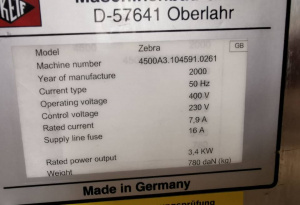 REIF
D-57641 Oberlahr
GB
Model Zebra
Machine number 4500A3.104591.0261
Year of manufacture 2000
Current type 50 Hz
Operating voltage 400 V
Control voltage 230 V
Rated current 7,9 A
Supply line fuse 16 A
Rated power output 3,4 KW
Weight 780 daN (kg)
Made in Germany